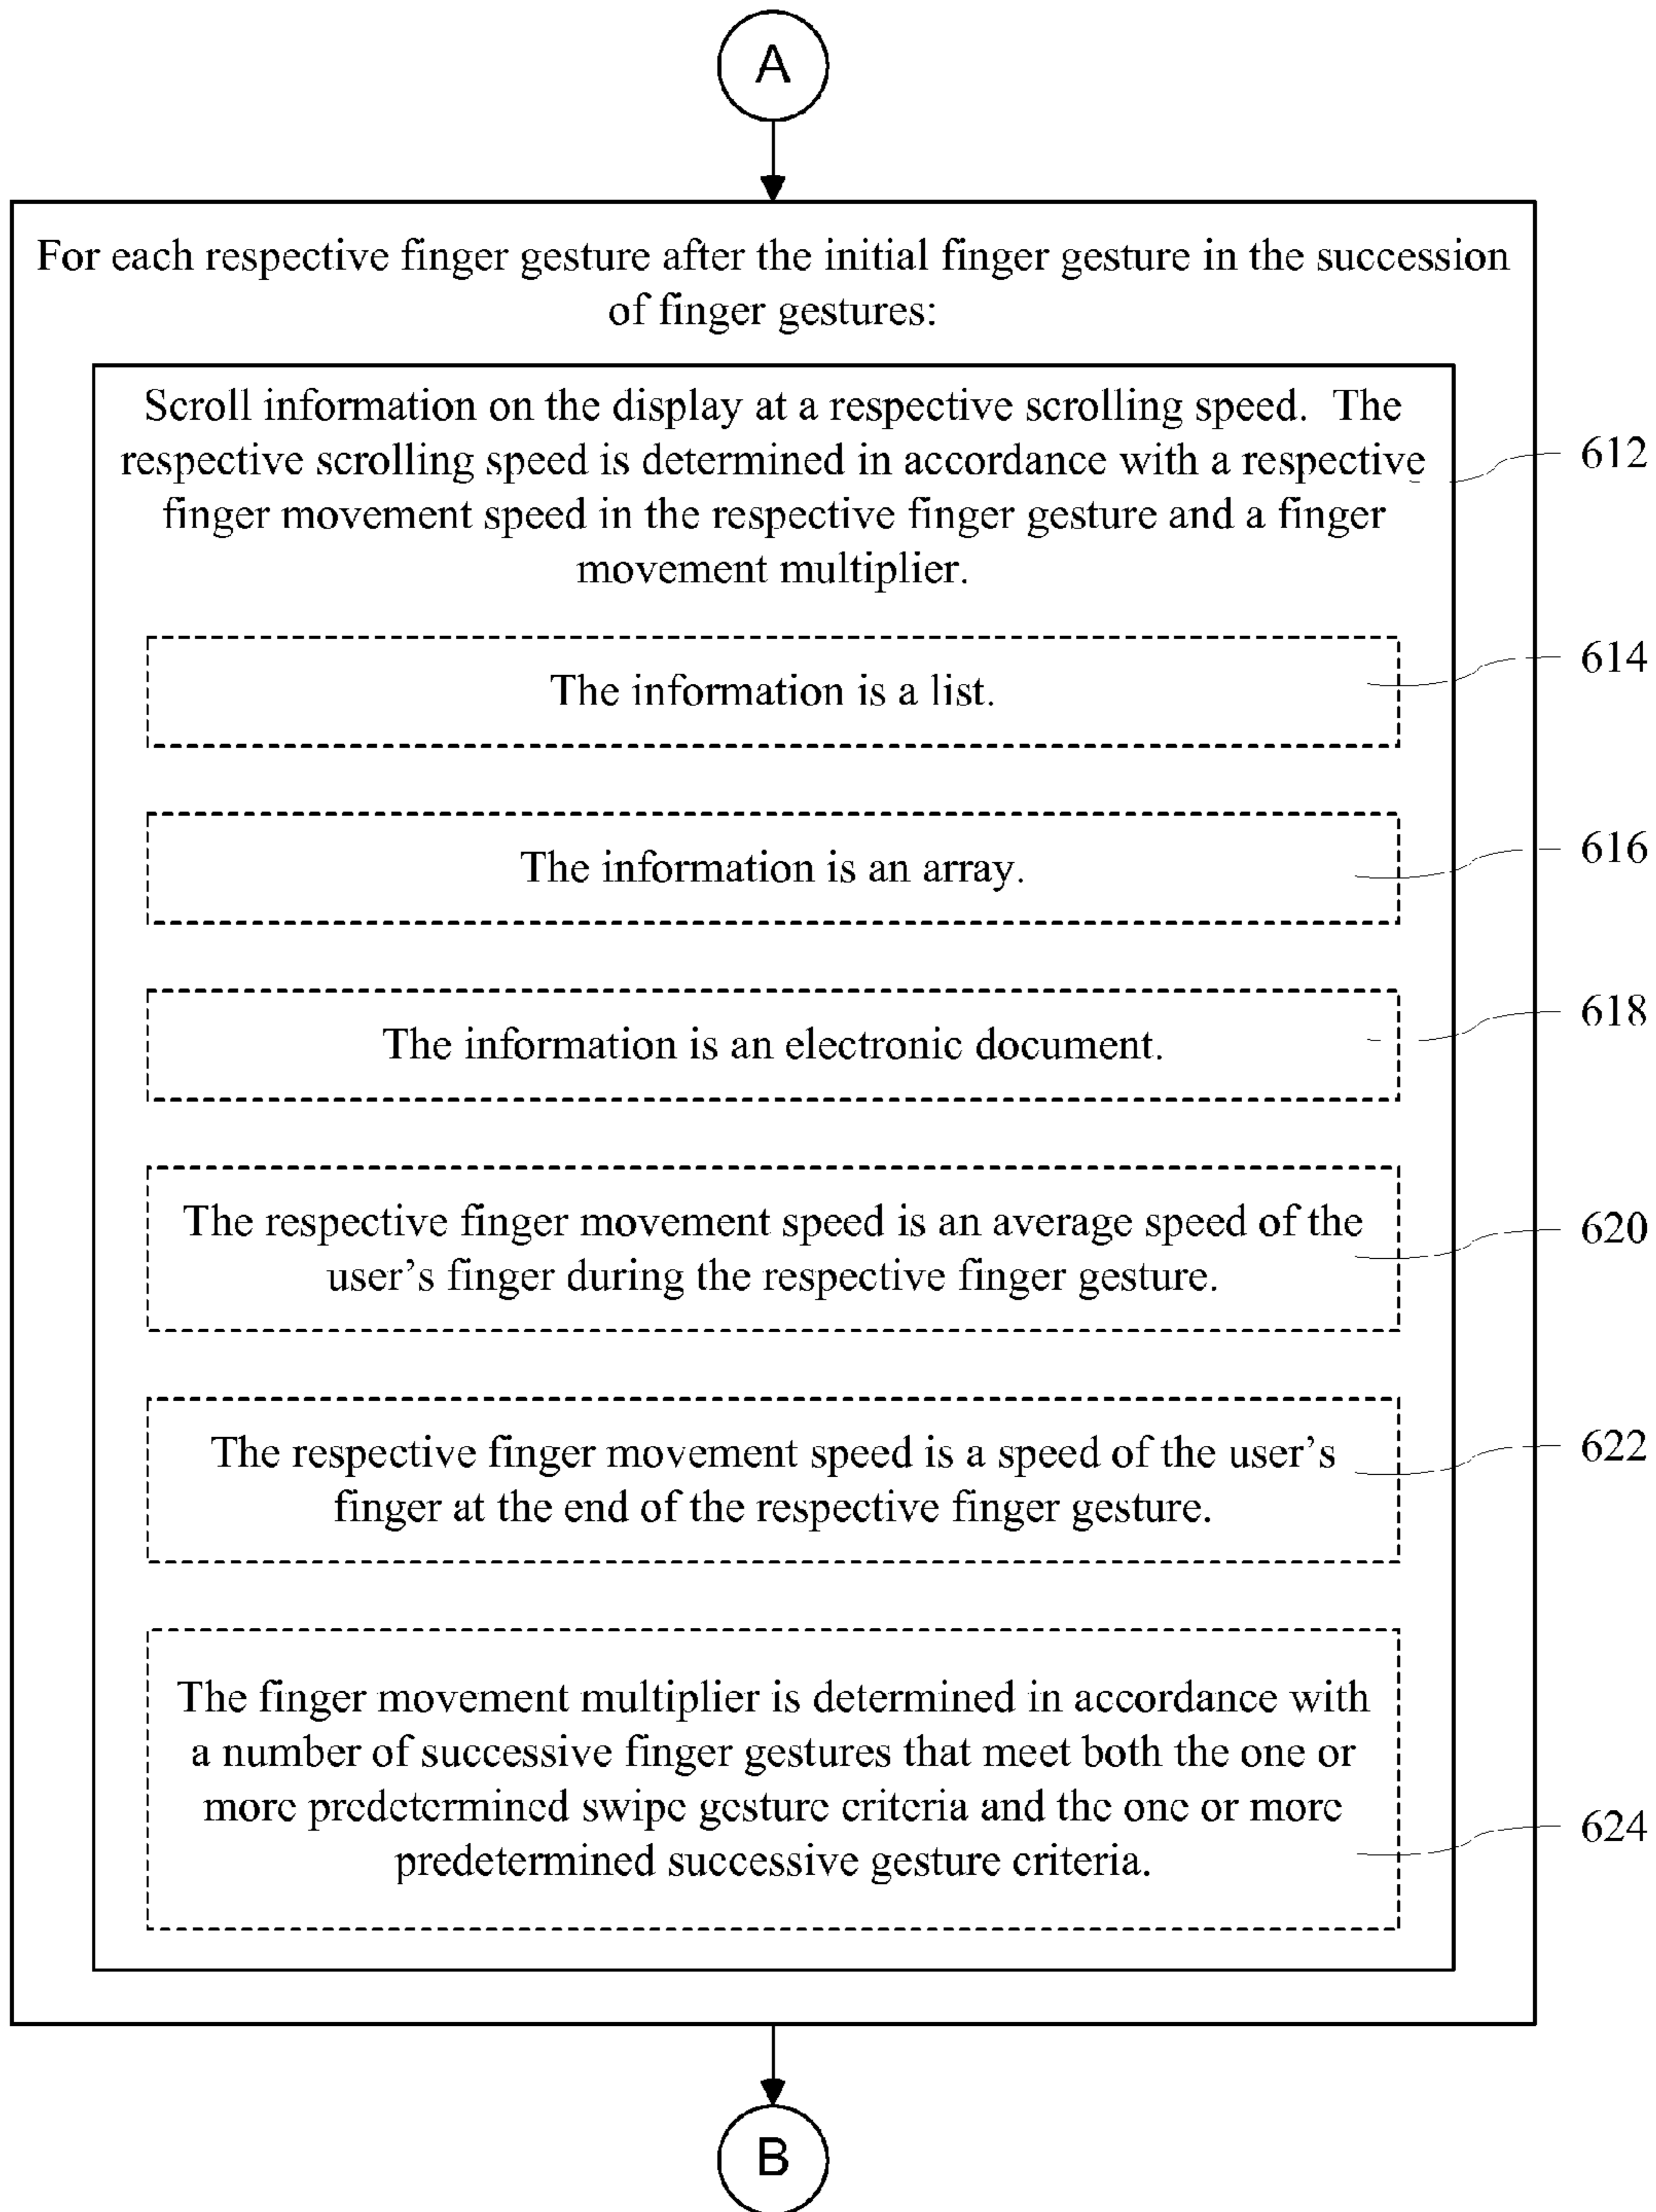 A
For each respective finger gesture after the initial finger gesture in the succession
of finger gestures:
Scroll information on the display at a respective scrolling speed. The
respective scrolling speed is determined in accordance with a respective
finger movement speed in the respective finger gesture and a finger
movement multiplier.
612
The information is a list.
614
The information is an array.
616
The information is an electronic document.
618
The respective finger movement speed is an average speed of the
user’s finger during the respective finger gesture.
620
The respective finger movement speed is a speed of the user’s
finger at the end of the respective finger gesture.
622
The finger movement multiplier is determined in accordance with
a number of successive finger gestures that meet both the one or
more predetermined swipe gesture criteria and the one or more
predetermined successive gesture criteria.
624
B